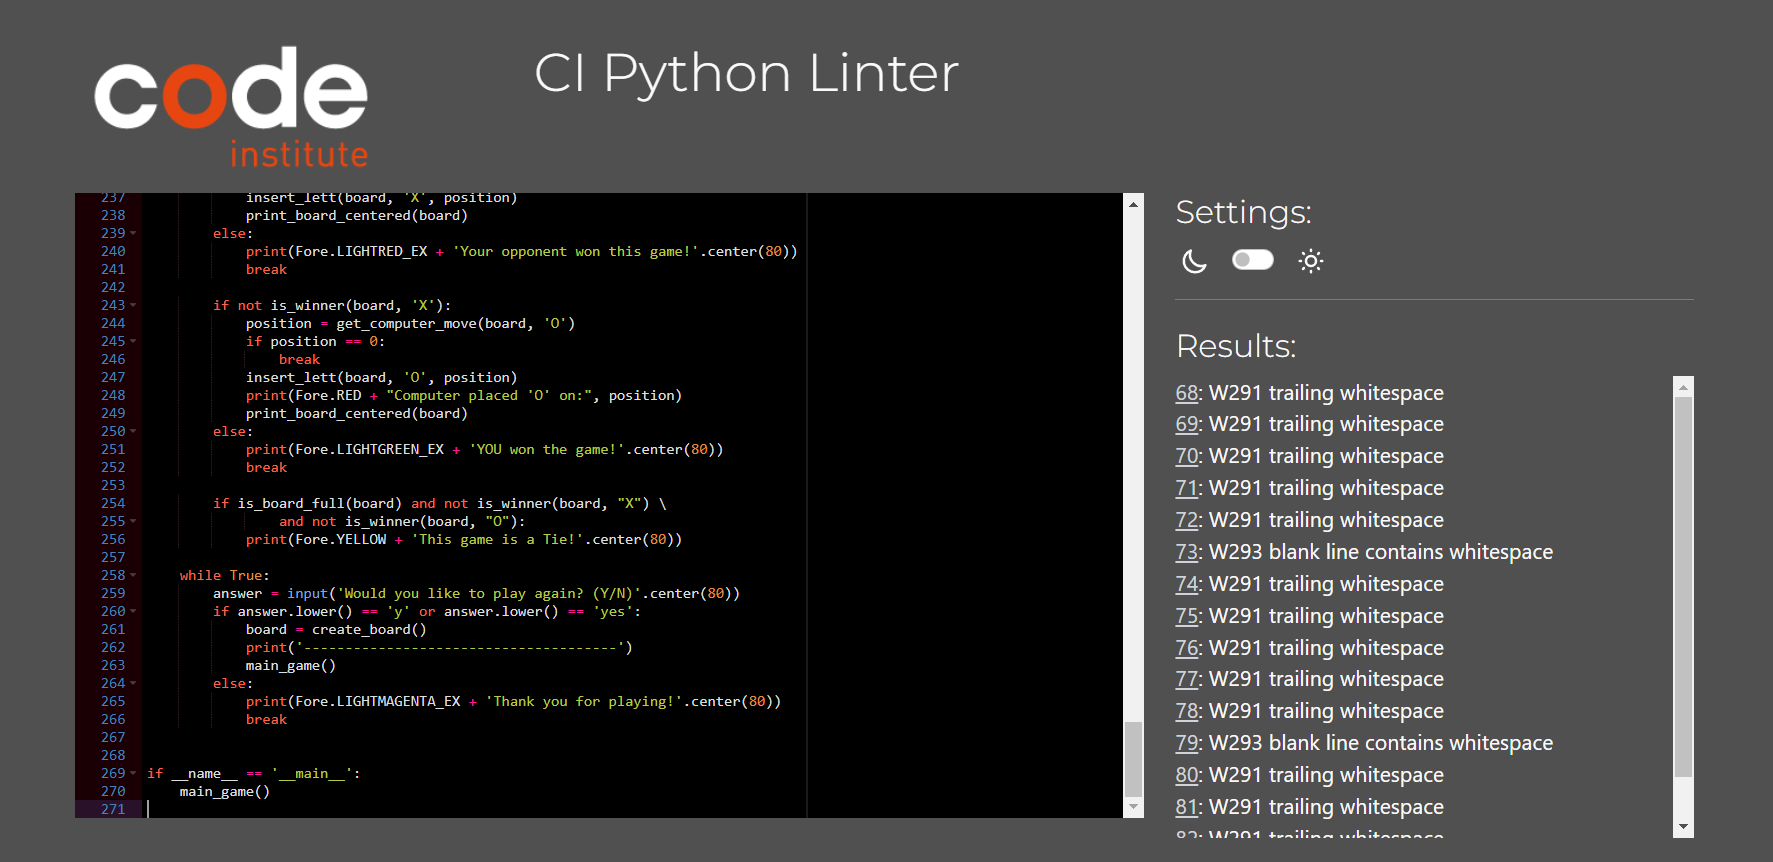 code
institute
CI Python Linter
237 insert_lett(board, 'X', position)
238 print_board_centered(board)
239 else:
240 print(Fore.LIGHTRED_EX + 'Your opponent won this game!'.center(80))
241 break
242
243 if not is_winner(board, 'X'):
244 position = get_computer_move(board, 'O')
245 if position == 0:
246 break
247 insert_lett(board, 'O', position)
248 print(Fore.RED + "Computer placed 'O' on:", position)
249 print_board_centered(board)
250 else:
251 print(Fore.LIGHTGREEN_EX + 'YOU won the game!'.center(80))
252 break
253
254 if is_board_full(board) and not is_winner(board, "X") \
255 and not is_winner(board, "O"):
256 print(Fore.YELLOW + 'This game is a Tie!'.center(80))
257
258 while True:
259 answer = input('Would you like to play again? (Y/N)'.center(80))
260 if answer.lower() == 'y' or answer.lower() == 'yes':
261 board = create_board()
262 print('--------------------------------------')
263 main_game()
264 else:
265 print(Fore.LIGHTMAGENTA_EX + 'Thank you for playing!'.center(80))
266 break
267
268
269 if __name__ == '__main__':
270 main_game()
271
Settings:
Results:
68: W291 trailing whitespace
69: W291 trailing whitespace
70: W291 trailing whitespace
71: W291 trailing whitespace
72: W291 trailing whitespace
73: W293 blank line contains whitespace
74: W291 trailing whitespace
75: W291 trailing whitespace
76: W291 trailing whitespace
77: W291 trailing whitespace
78: W291 trailing whitespace
79: W293 blank line contains whitespace
80: W291 trailing whitespace
81: W291 trailing whitespace
82: W291 trailing whitespace